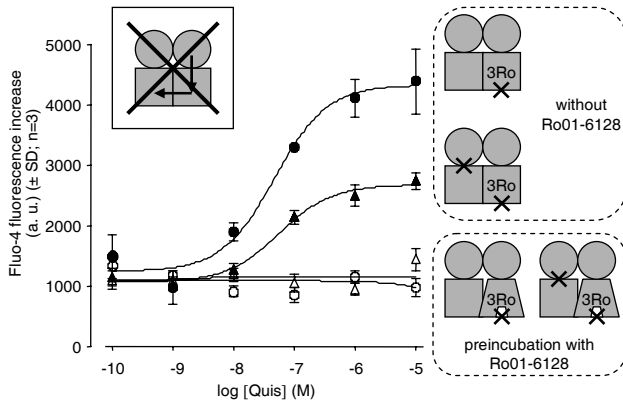 Fluo-4 fluorescence increase
(a. u.) (± SD; n=3)
5000
4000
3000
2000
1000
0
-10
-9
-8
-7
-6
-5
log [Quis] (M)
3Ro
without
Ro01-6128
3Ro
3Ro
3Ro
preincubation with
Ro01-6128